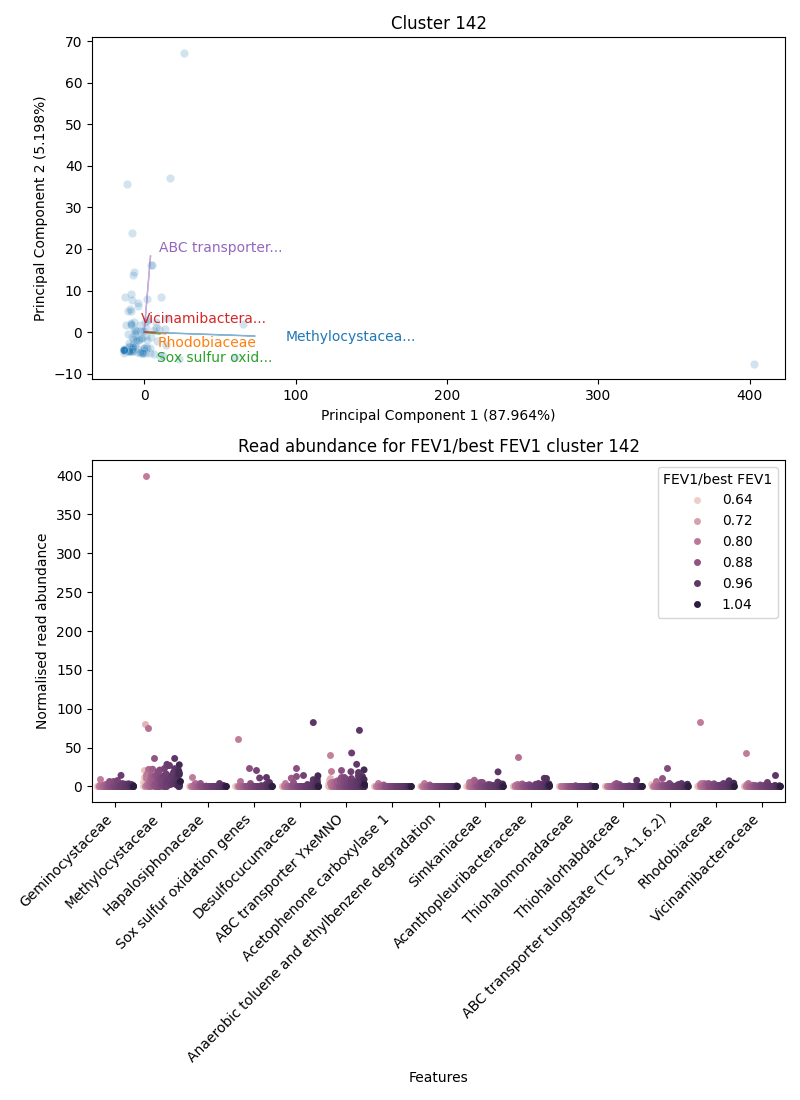 Cluster 142
70
60
50
40
30
20
10
0
−10
Principal Component 2 (5.198%)
ABC transporter...
Vicinamibactera...
Methylocystacea...
Rhodobiaceae
Sox sulfur oxid...
0
100
200
300
400
Principal Component 1 (87.964%)
Read abundance for FEV1/best FEV1 cluster 142
400
350
300
250
200
150
100
50
0
Normalised read abundance
FEV1/best FEV1
0.64
0.72
0.80
0.88
0.96
1.04
Geminocystaceae
Methylocystaceae
Hapalosiphonaceae
Sox sulfur oxidation genes
Desulfocucumaceae
ABC transporter YxeMNO
Acetophenone carboxylase 1
Anaerobic toluene and ethylbenzene degradation
Simkaniaceae
Acanthopleuribacteraceae
Thiohalomonadaceae
Thiohalorhabdaceae
ABC transporter tungstate (TC 3.A.1.6.2)
Rhodobiaceae
Vicinamibacteraceae
Features